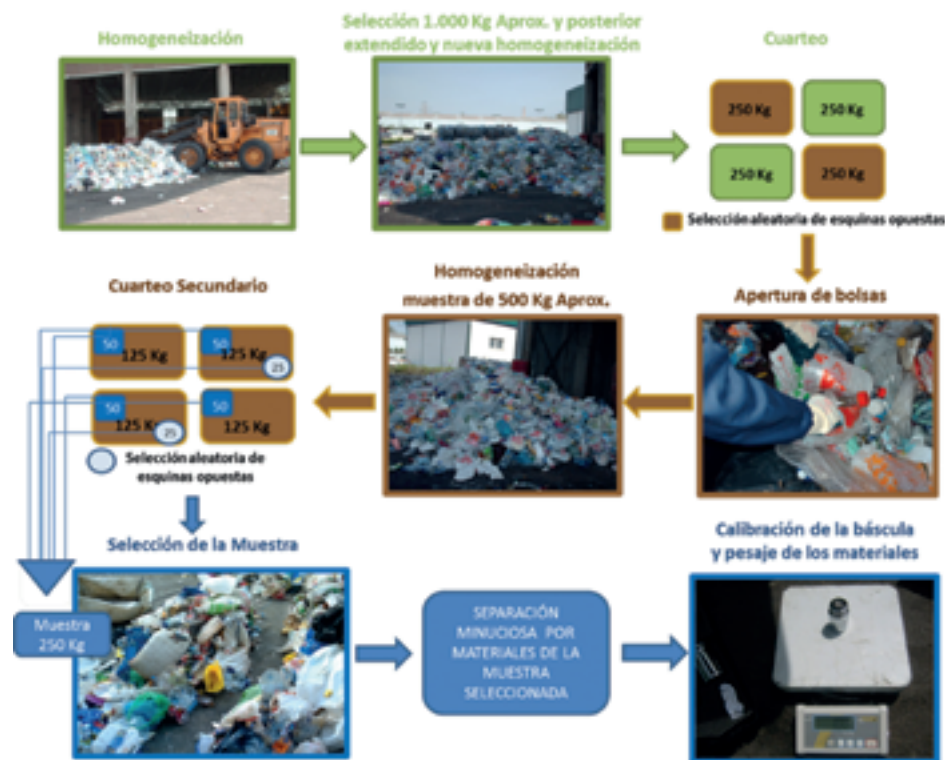 Homogeneización
Selección 1.000 Kg Aprox. y posterior
extendido y nueva homogeneización
Cuarteo
250 Kg
250 Kg
250 Kg
250 Kg
Selección aleatoria de esquinas opuestas
Cuarteo Secundario
Homogeneización
muestra de 500 Kg Aprox.
Apertura de bolsas
50
125 Kg
50
125 Kg
25
50
125 Kg
25
50
125 Kg
Selección aleatoria de
esquinas opuestas
Selección de la Muestra
Calibración de la báscula
y pesaje de los materiales
Muestra
250 Kg
SEPARACIÓN
MINUCIOSA POR
MATERIALES DE LA
MUESTRA
SELECCIONADA